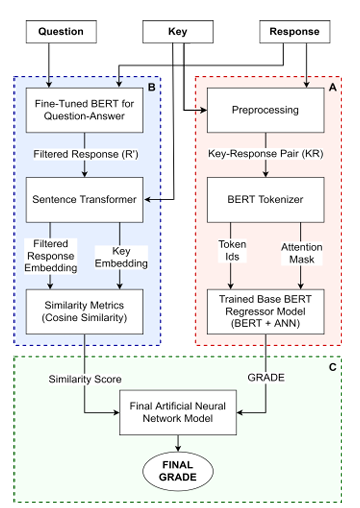 Question
Key
Response
B
A
Fine-Tuned BERT for
Question-Answer
Preprocessing
Filtered Response (R')
Key-Response Pair (KR)
Sentence Transformer
BERT Tokenizer
Filtered
Response
Embedding
Key
Embedding
Token
Ids
Attention
Mask
Similarity Metrics
(Cosine Similarity)
Trained Base BERT
Regressor Model
(BERT + ANN)
C
Similarity Score
GRADE
Final Artificial Neural
Network Model
FINAL
GRADE